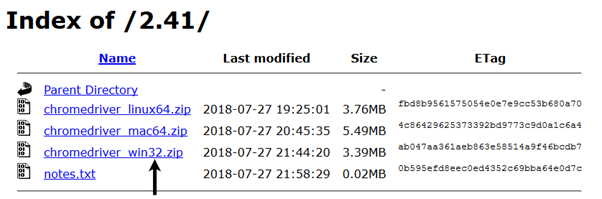 Index of /2.41/
Name Last modified Size ETag
Parent Directory -
chromedriver_linux64.zip 2018-07-27 19:25:01 3.76MB fbd8b9561575054e0e7e9cc53b680a70
chromedriver_mac64.zip 2018-07-27 20:45:35 5.49MB 4c86429625373392bd9773c9d0a1c6a4
chromedriver_win32.zip 2018-07-27 21:44:20 3.39MB ab047aa361aeb863e58514a9f46bcdb7
notes.txt 2018-07-27 21:58:29 0.02MB 0b595efd8eec0ed4352c69bba64e0d7c